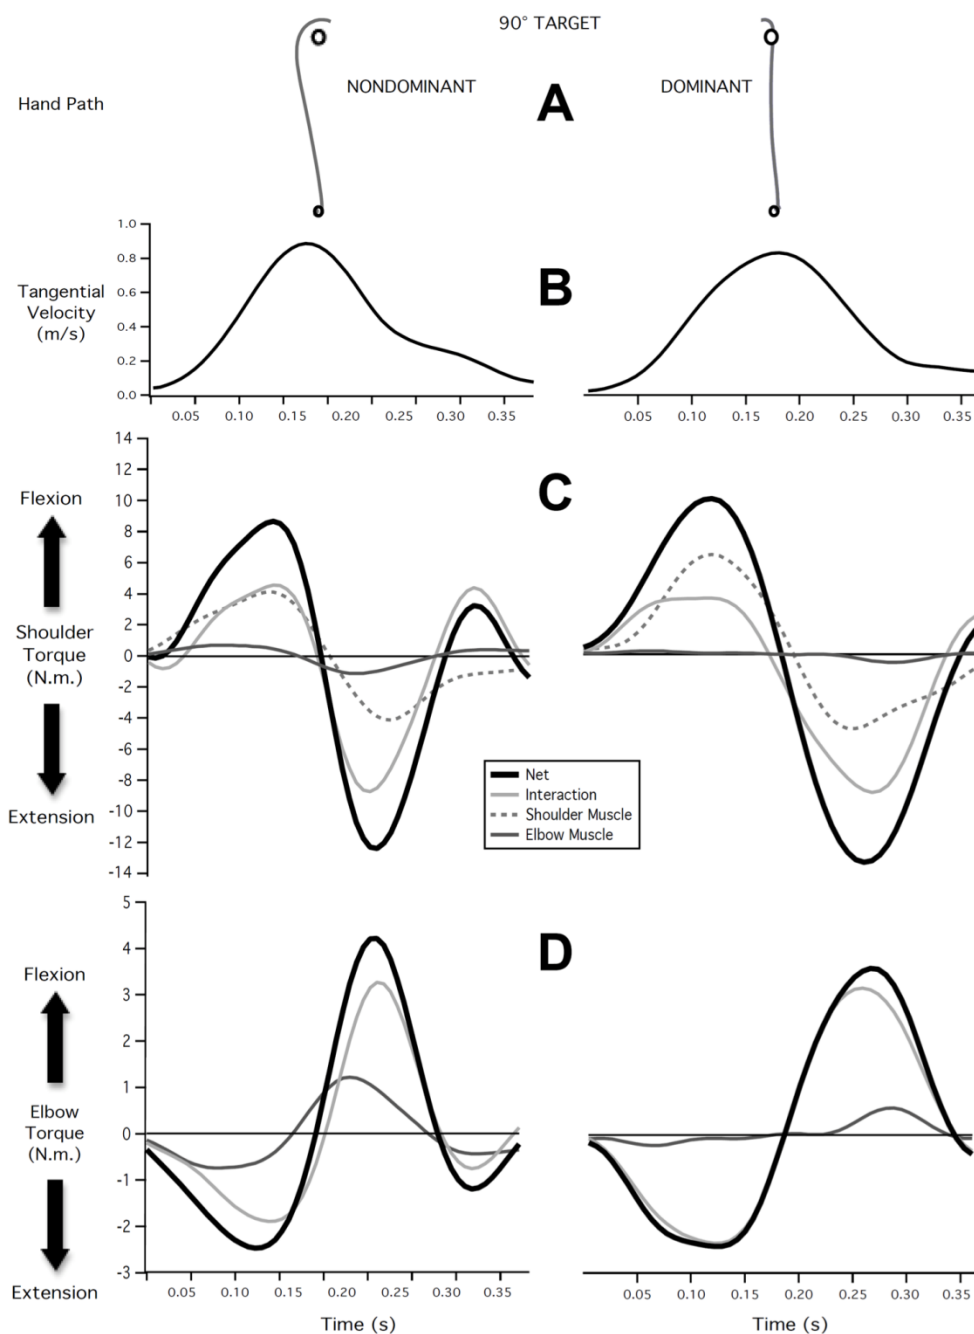 90° TARGET
NONDOMINANT
DOMINANT
Hand Path
A
1.0
0.8
0.6
0.4
0.2
0.0
Tangential
Velocity
(m/s)
B
0.05 0.10 0.15 0.20 0.25 0.30 0.35
0.05 0.10 0.15 0.20 0.25 0.30 0.35
14
12
10
8
6
4
2
0
-2
-4
-6
-8
-10
-12
-14
C
Flexion
Shoulder
Torque
(N.m.)
Extension
Net
Interaction
Shoulder Muscle
Elbow Muscle
5
4
3
2
1
0
-1
-2
-3
D
Flexion
Elbow
Torque
(N.m.)
Extension
0.05 0.10 0.15 0.20 0.25 0.30 0.35
0.05 0.10 0.15 0.20 0.25 0.30 0.35
Time (s)
Time (s)